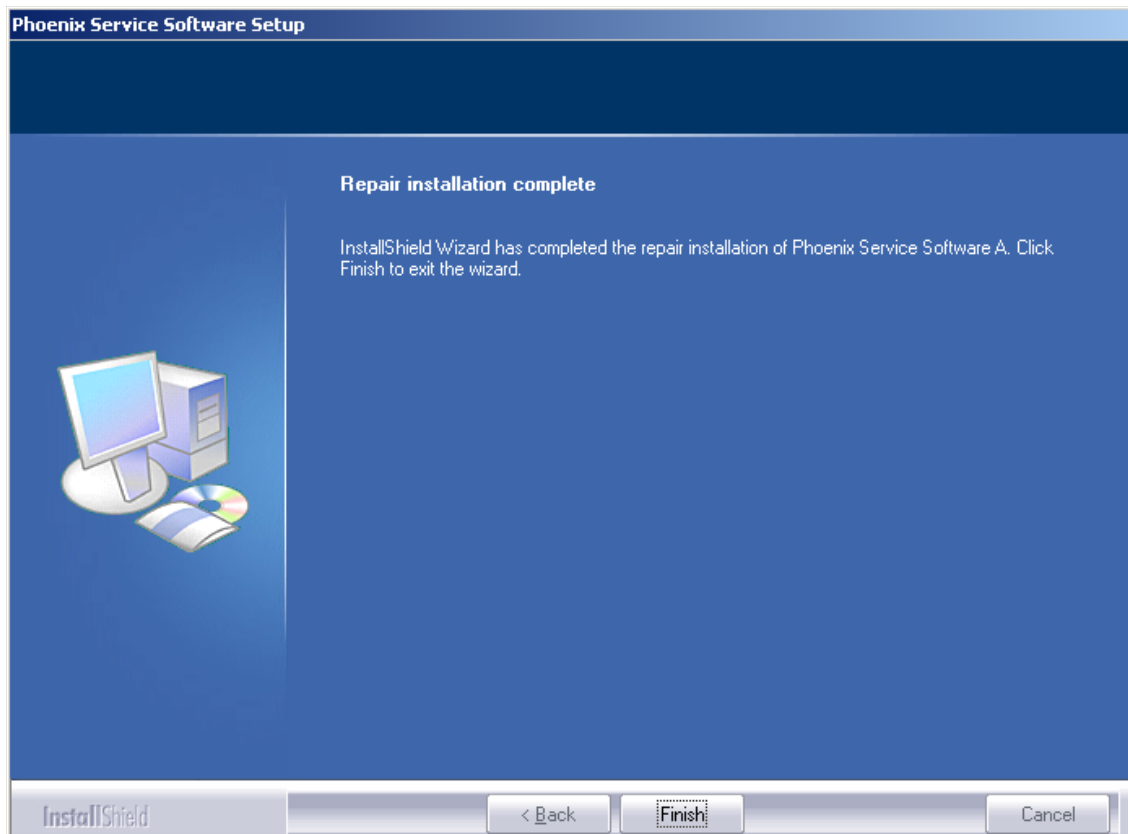 Phoenix Service Software Setup
Repair installation complete
InstallShield Wizard has completed the repair installation of Phoenix Service Software A. Click
Finish to exit the wizard.
InstallShield
< Back
Finish
Cancel